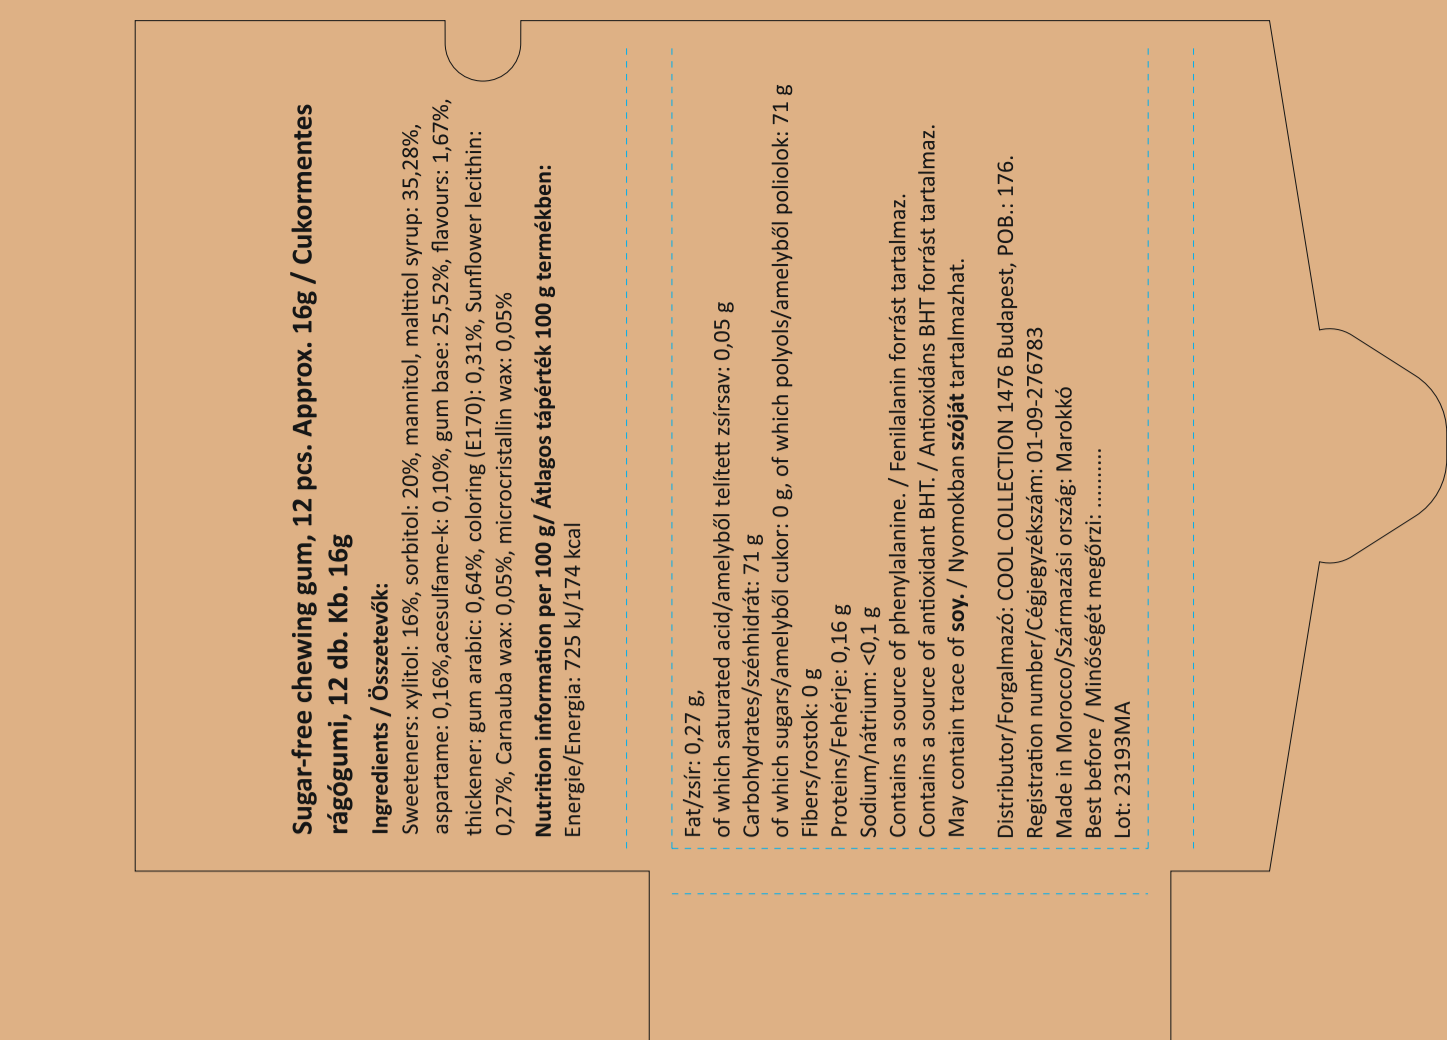 Sugar-free chewing gum, 12 pcs. Approx. 16g / Cukormentes
rágógumi, 12 db. Kb. 16g
Ingredients / Összetevők:
Sweeteners: xylitol: 16%, sorbitol: 20%, mannitol, maltitol syrup: 35,28%,
aspartame: 0,16%,acesulfame-k: 0,10%, gum base: 25,52%, flavours: 1,67%,
thickener: gum arabic: 0,64%, coloring (E170): 0,31%, Sunflower lecithin:
0,27%, Carnauba wax: 0,05%, microcristallin wax: 0,05%
Nutrition information per 100 g/ Átlagos tápérték 100 g termékben:
Energie/Energia: 725 kJ/174 kcal
Fat/zsír: 0,27 g,
of which saturated acid/amelyből telített zsírsav: 0,05 g
Carbohydrates/szénhidrát: 71 g
of which sugars/amelyből cukor: 0 g, of which polyols/amelyből poliolok: 71 g
Fibers/rostok: 0 g
Proteins/Fehérje: 0,16 g
Sodium/nátrium: <0,1 g
Contains a source of phenylalanine. / Fenilalanin forrást tartalmaz.
Contains a source of antioxidant BHT. / Antioxidáns BHT forrást tartalmaz.
May contain trace of soy. / Nyomokban szóját tartalmazhat.
Distributor/Forgalmazó: COOL COLLECTION 1476 Budapest, POB.: 176.
Registration number/Cégjegyzékszám: 01-09-276783
Made in Morocco/Származási ország: Marokkó
Best before / Minőségét megőrzi: ..........
Lot: 23193MA